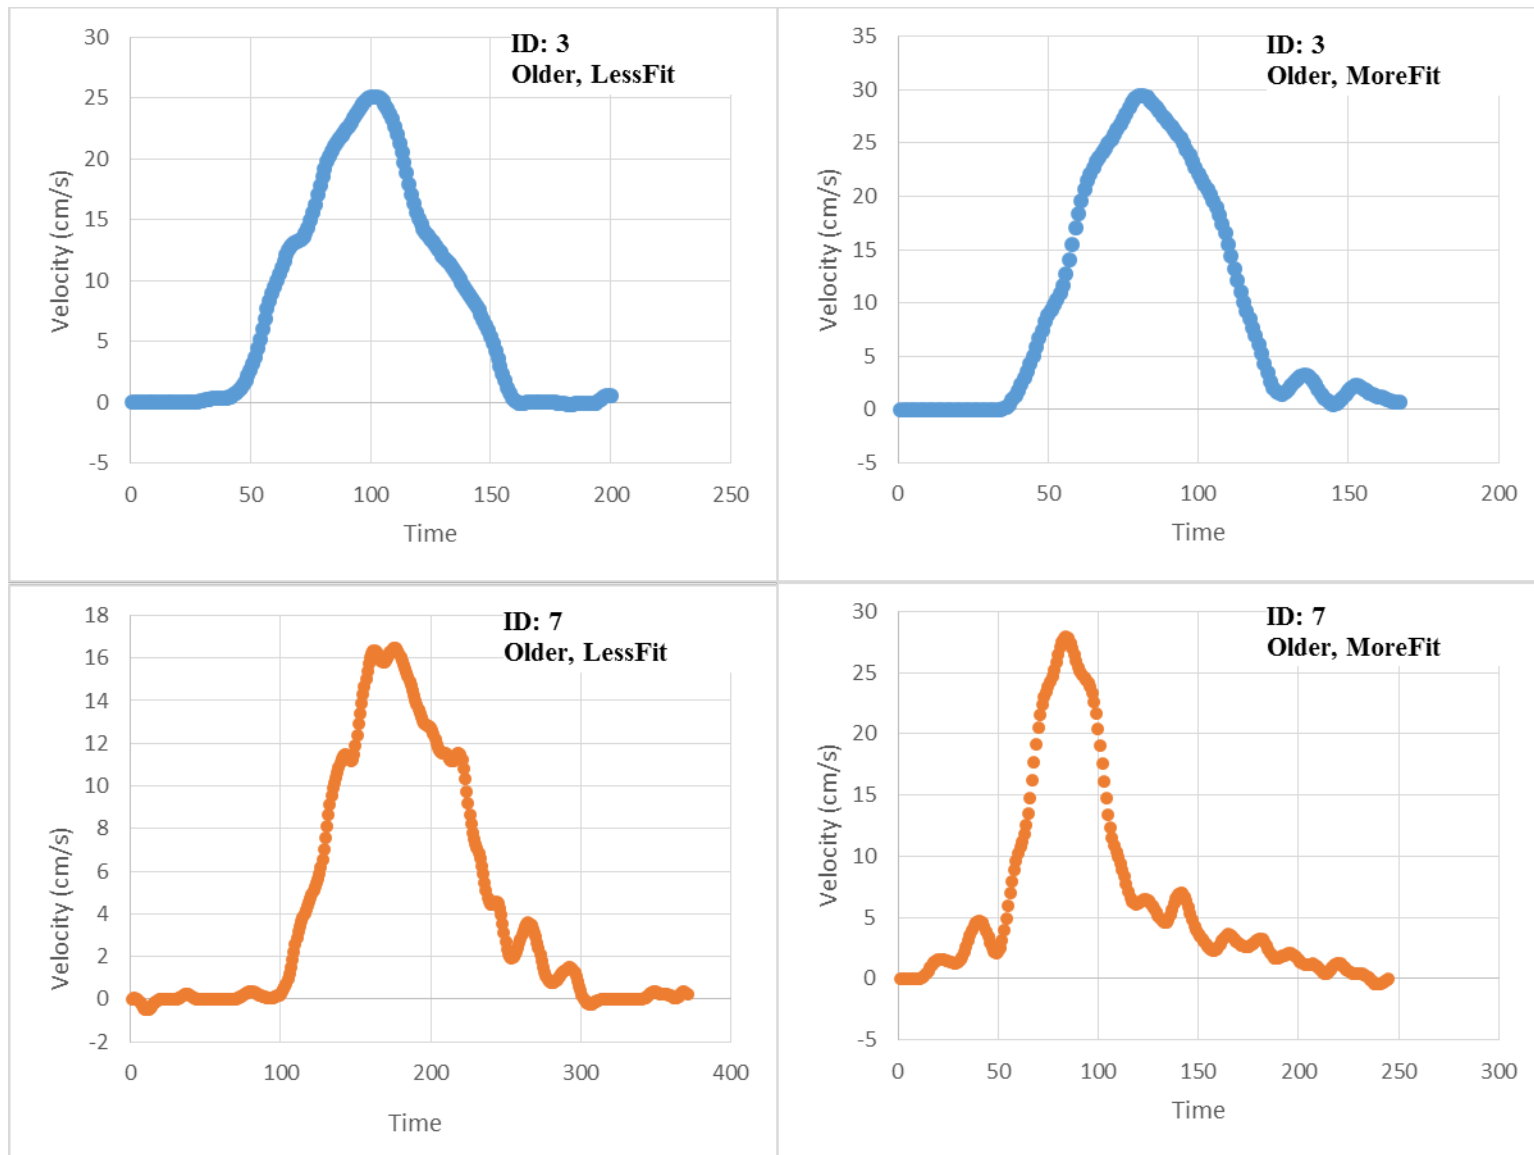 ID: 3
Older, LessFit
30
25
20
15
10
5
0
-5
0 50 100 150 200 250
Velocity (cm/s)
Time
ID: 3
Older, MoreFit
35
30
25
20
15
10
5
0
-5
0 50 100 150 200
Velocity (cm/s)
Time
ID: 7
Older, LessFit
18
16
14
12
10
8
6
4
2
0
-2
0 100 200 300 400
Velocity (cm/s)
Time
ID: 7
Older, MoreFit
30
25
20
15
10
5
0
-5
0 50 100 150 200 250 300
Velocity (cm/s)
Time